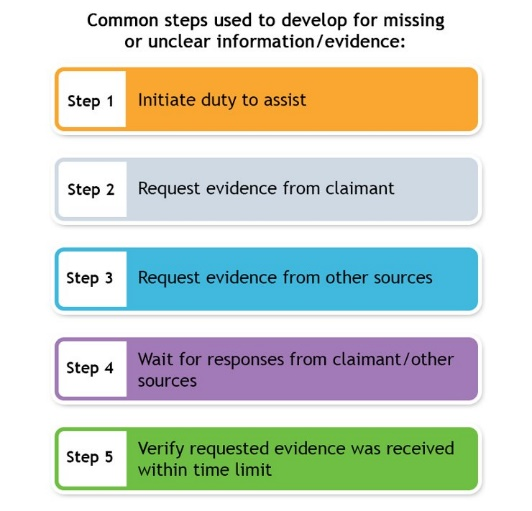 Common steps used to develop for missing
or unclear information/evidence:
Step 1
Initiate duty to assist
Step 2
Request evidence from claimant
Step 3
Request evidence from other sources
Step 4
Wait for responses from claimant/other
sources
Step 5
Verify requested evidence was received
within time limit